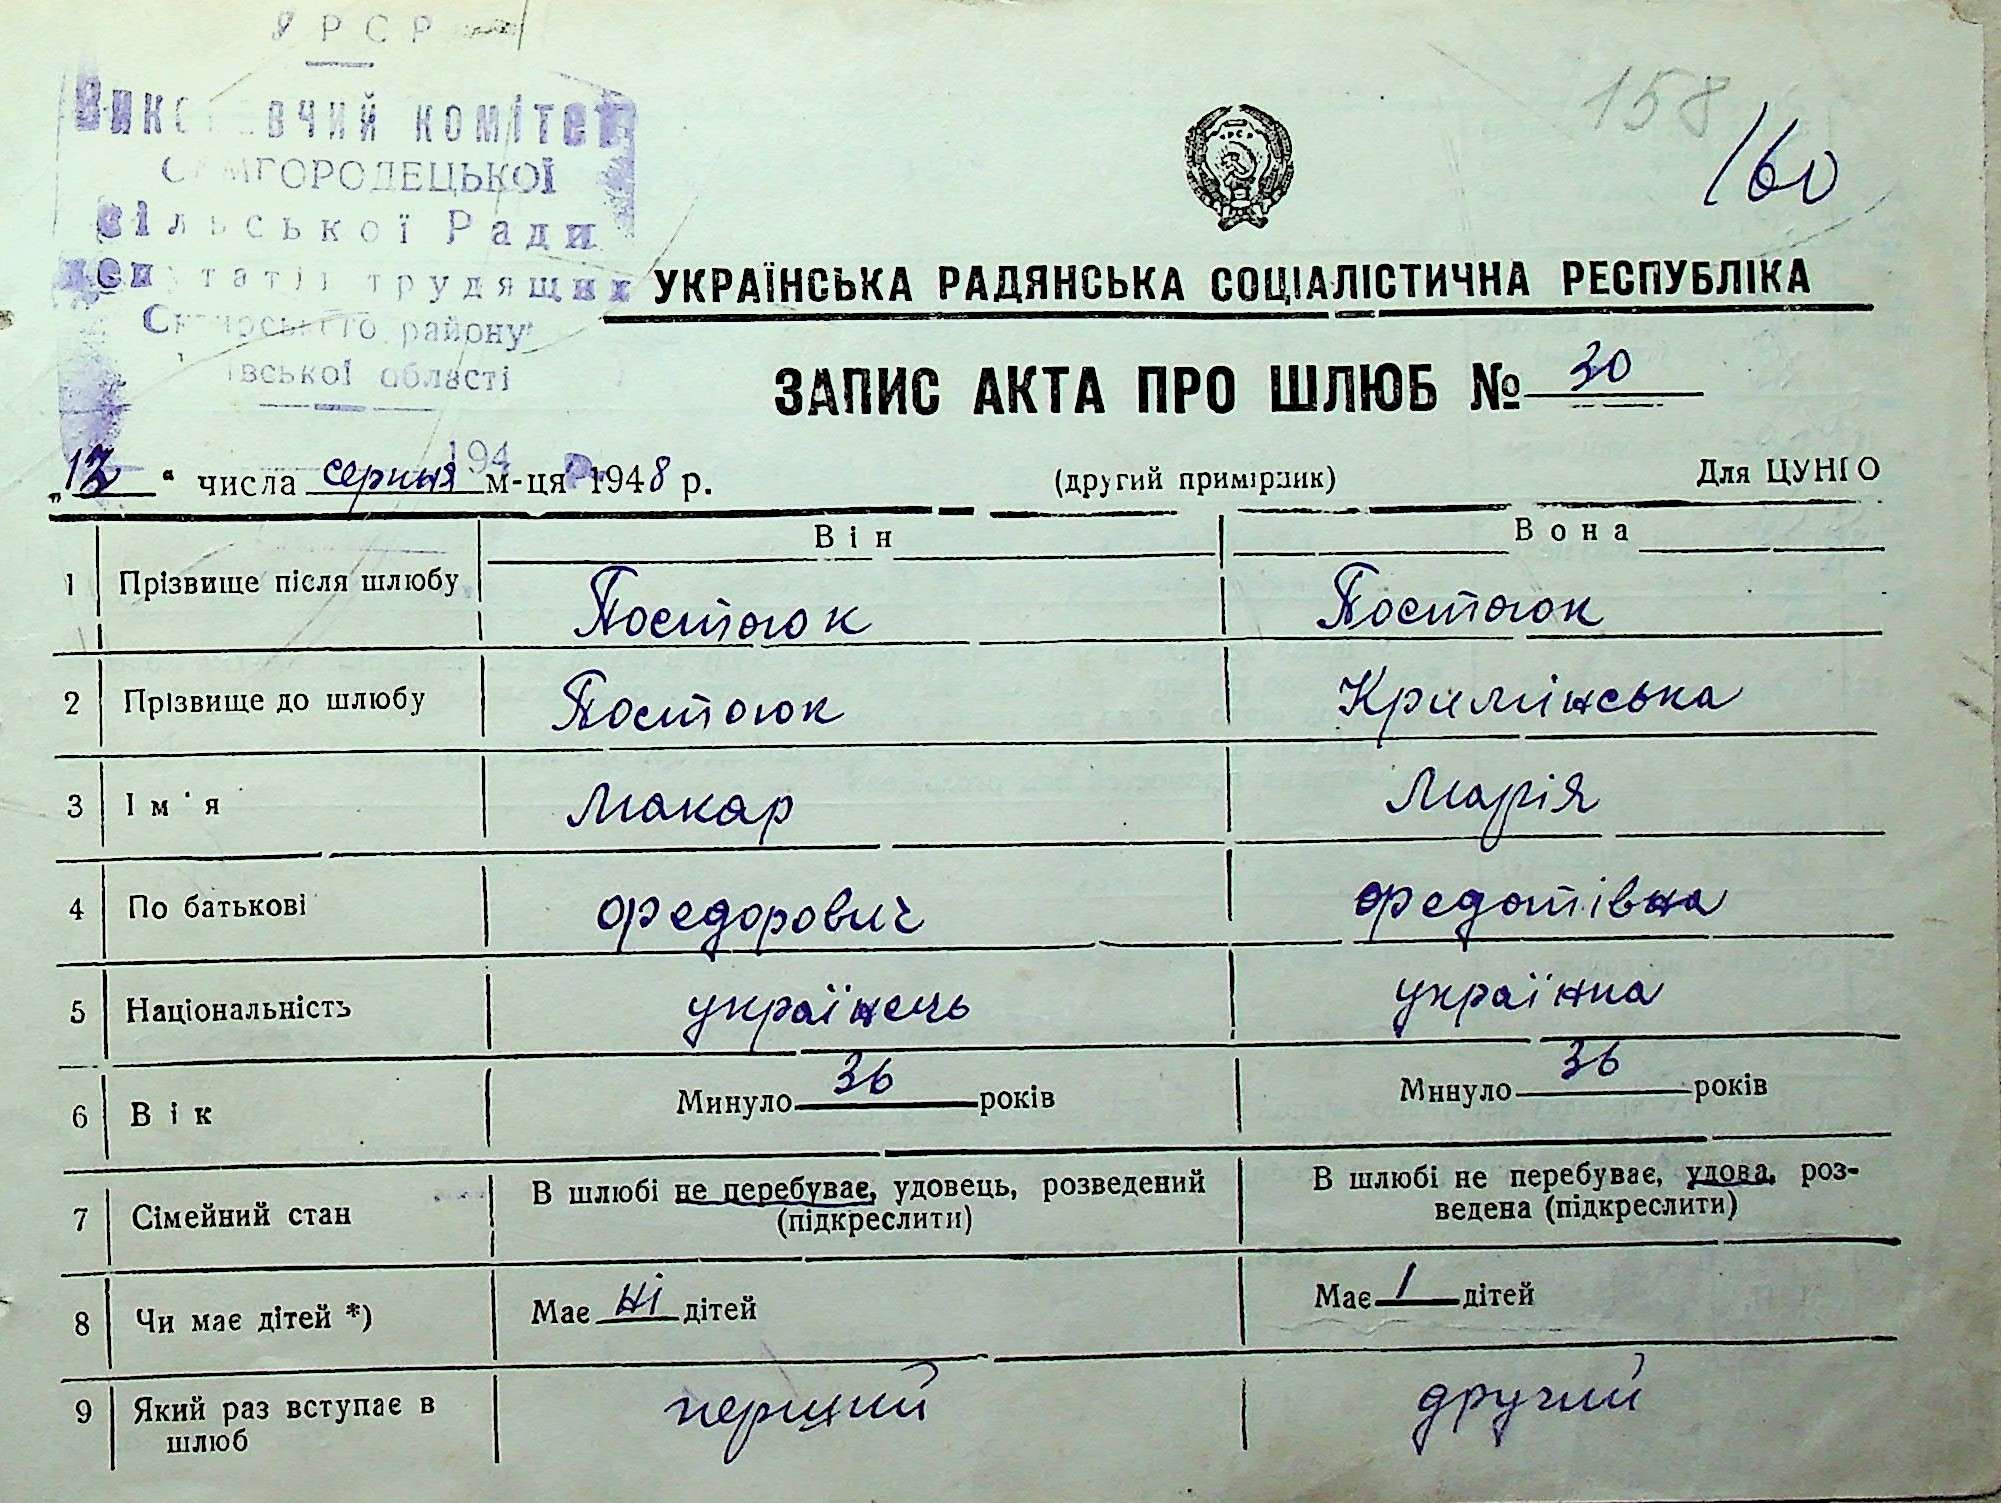 УРСР
Виконавчий комітет
САМГОРОДЕЦЬКОЇ
сільської Ради
депутатів трудящих
Сквирського району
області
194
158
160
УКРАЇНСЬКА РАДЯНСЬКА СОЦІАЛІСТИЧНА РЕСПУБЛІКА
ЗАПИС АКТА ПРО ШЛЮБ № 30
„12“ числа серпня м-ця 1948 р. (другий примірник) Для ЦУНГО
Він Вона
1 Прізвище після шлюбу Постоюк Постоюк
2 Прізвище до шлюбу Постоюк Кримінська
3 Ім'я Макар Марія
4 По батькові Федорович Федотівна
5 Національність українець українка
6 Вік Минуло 36 років Минуло 36 років
7 Сімейний стан В шлюбі не перебуває, удовець, розведений В шлюбі не перебуває, удова, роз-
(підкреслити) ведена (підкреслити)
8 Чи має дітей *) Має ні дітей Має 1 дітей
9 Який раз вступає в перший другий
шлюб